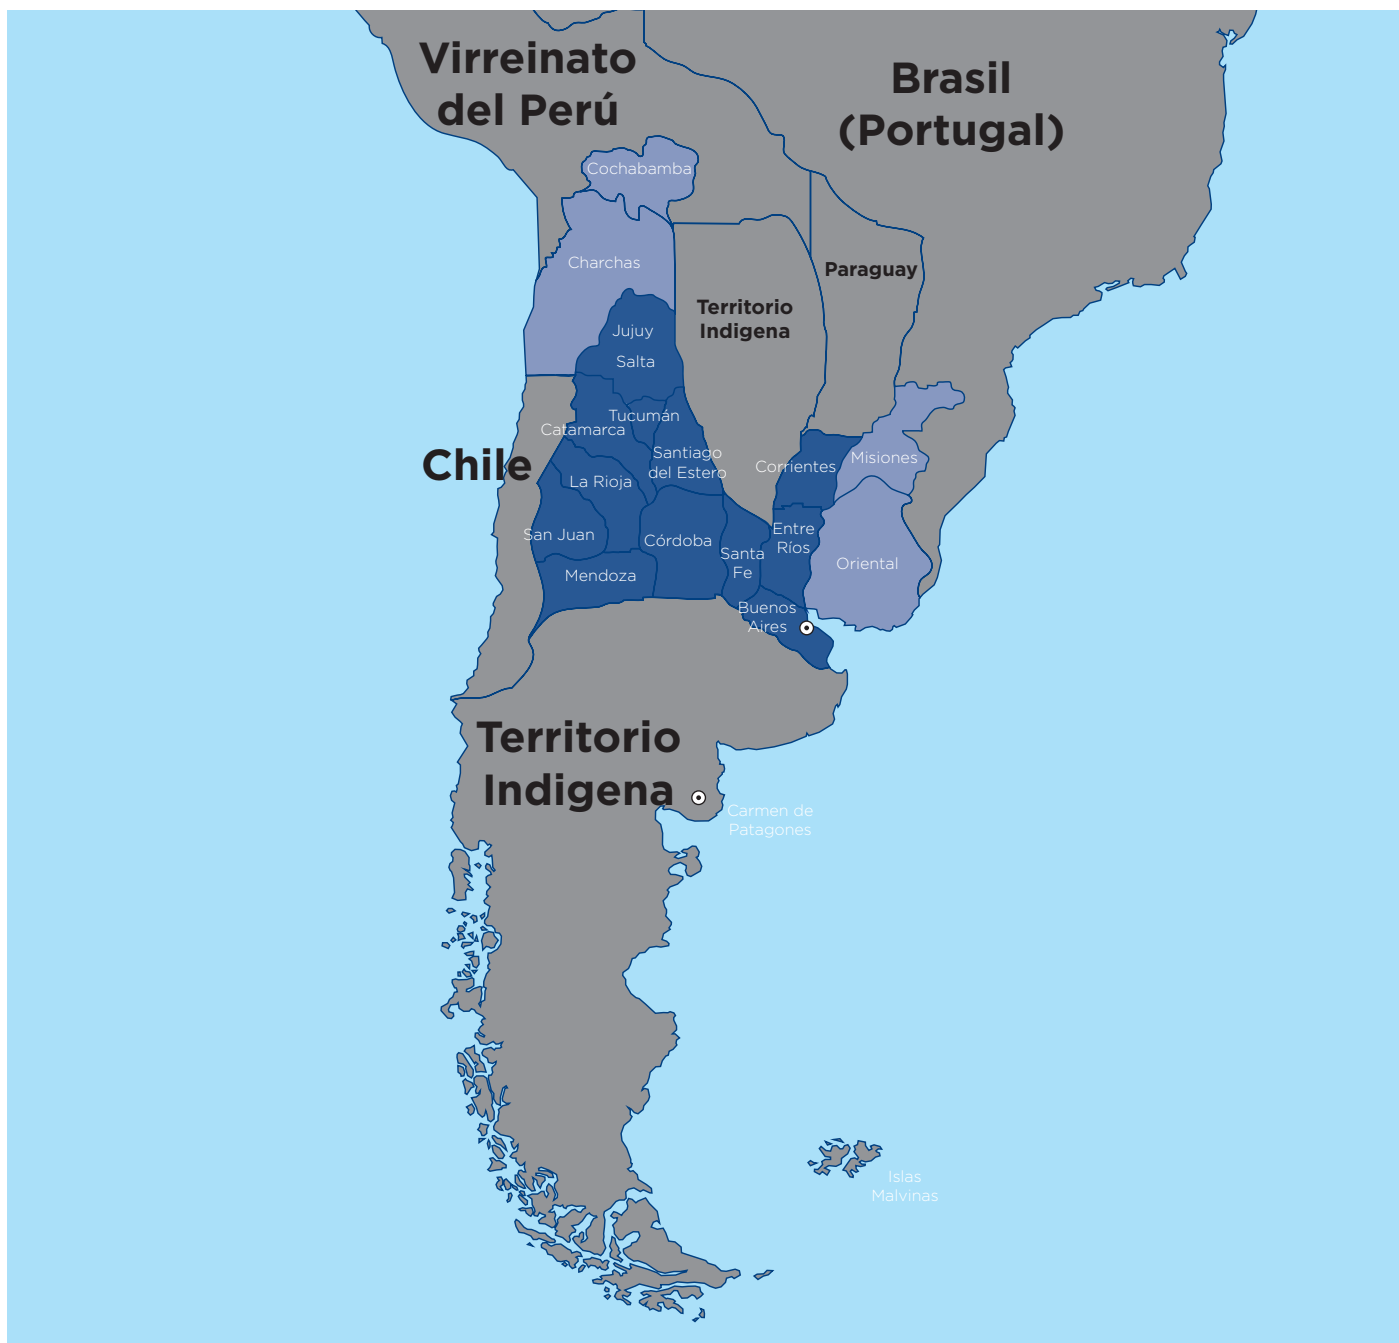 Virreinato
del Perú
Brasil
(Portugal)
Cochabamba
Charchas
Paraguay
Territorio
Indigena
Jujuy
Salta
Tucumán
Catamarca
Santiago
del Estero
Chile
Corrientes
Misiones
La Rioja
San Juan
Córdoba
Entre
Ríos
Santa
Fe
Oriental
Mendoza
Buenos
Aires
Territorio
Indigena
Carmen de
Patagones
Islas
Malvinas